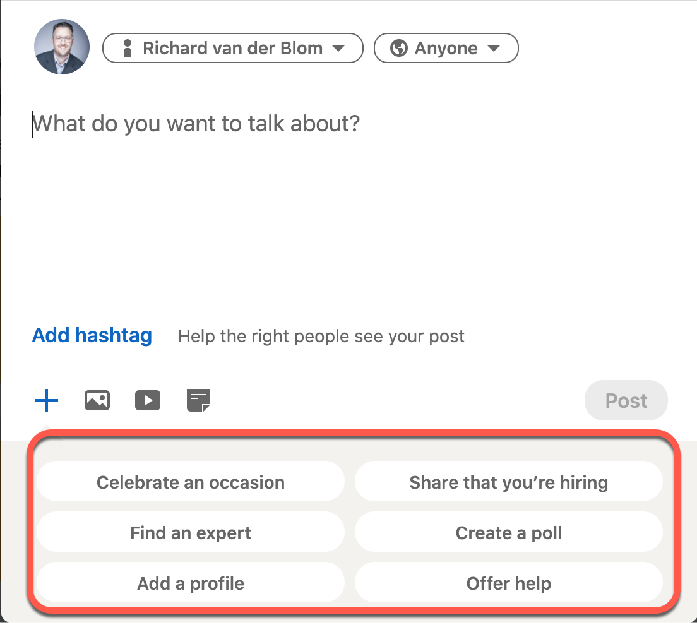 Richard van der Blom Anyone
What do you want to talk about?
Add hashtag Help the right people see your post
Post
Celebrate an occasion Share that you're hiring
Find an expert Create a poll
Add a profile Offer help